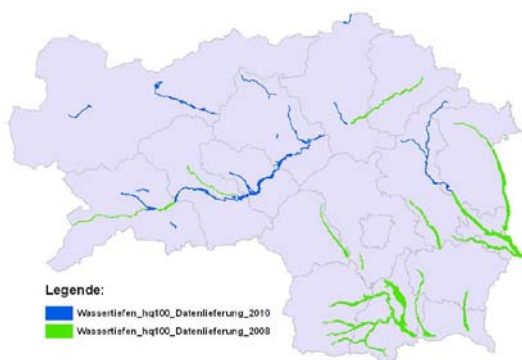 Legende:
Wassertiefen_hq100_Datenlieferung_2010
Wassertiefen_hq100_Datenlieferung_2008